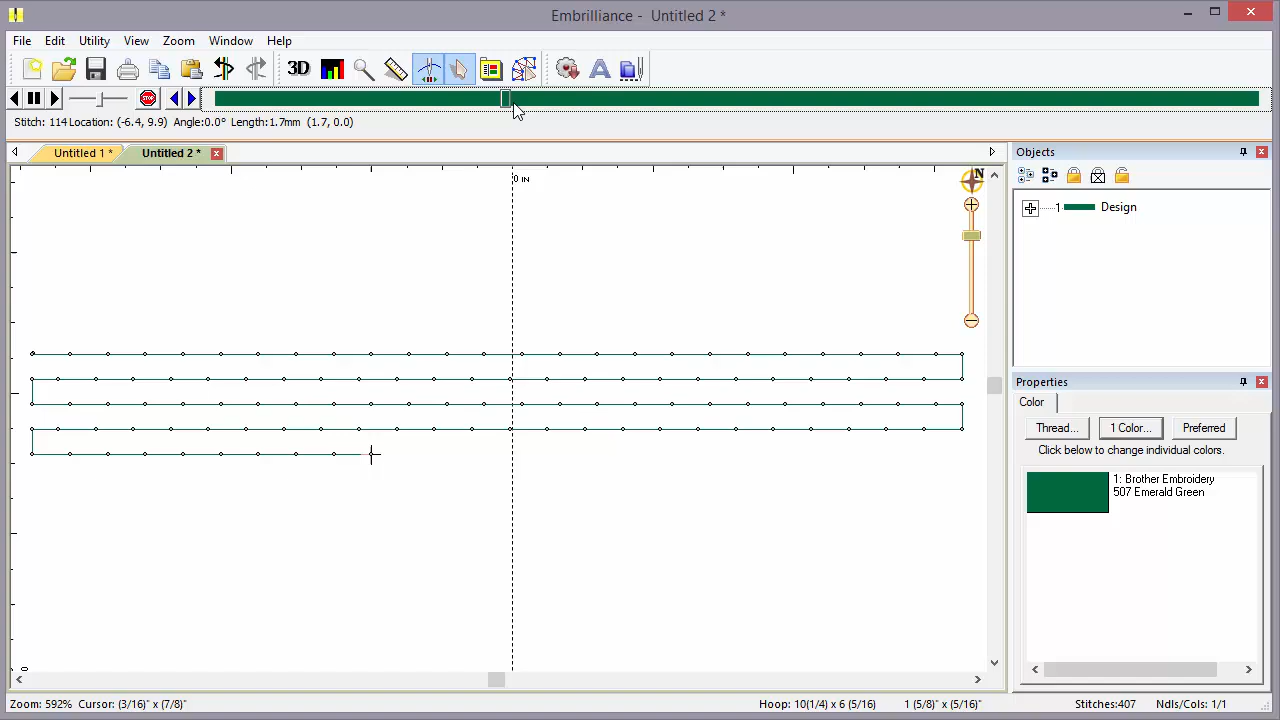 Embrilliance - Untitled 2 *
File Edit Utility View Zoom Window Help
3D
STOP
Stitch: 114 Location: (-6.4, 9.9) Angle:0.0° Length:1.7mm (1.7, 0.0)
Untitled 1 * Untitled 2 *
0 IN
N
Objects
1 Design
Properties
Color
Thread... 1 Color... Preferred
Click below to change individual colors.
1: Brother Embroidery
507 Emerald Green
0
Zoom: 592% Cursor: (3/16)" x (7/8)" Hoop: 10(1/4) x 6 (5/16) 1 (5/8)" x (5/16)" Stitches:407 Ndls/Cols: 1/1